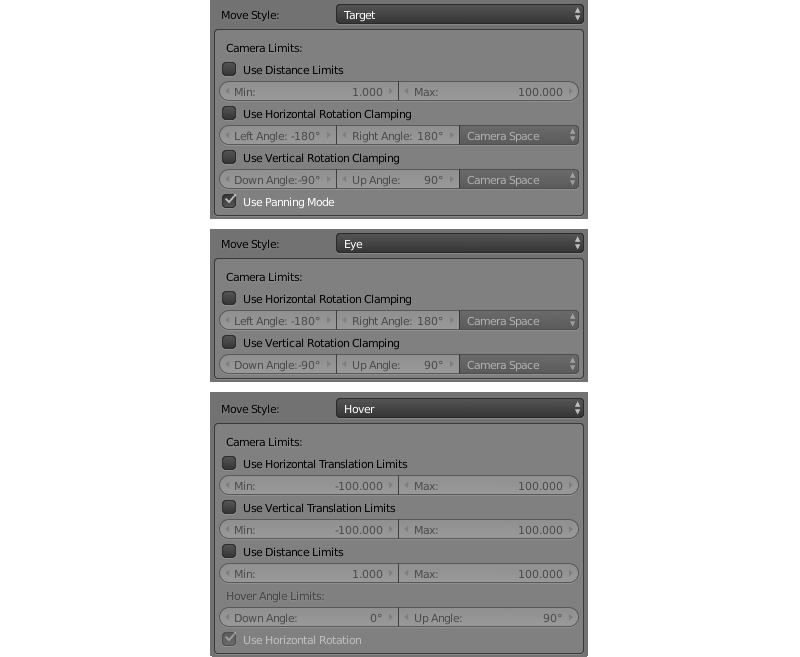 Move Style: Target
Camera Limits:
Use Distance Limits
Min: 1.000 Max: 100.000
Use Horizontal Rotation Clamping
Left Angle: -180° Right Angle: 180° Camera Space
Use Vertical Rotation Clamping
Down Angle:-90° Up Angle: 90° Camera Space
Use Panning Mode
Move Style: Eye
Camera Limits:
Use Horizontal Rotation Clamping
Left Angle: -180° Right Angle: 180° Camera Space
Use Vertical Rotation Clamping
Down Angle:-90° Up Angle: 90° Camera Space
Move Style: Hover
Camera Limits:
Use Horizontal Translation Limits
Min: -100.000 Max: 100.000
Use Vertical Translation Limits
Min: -100.000 Max: 100.000
Use Distance Limits
Min: 1.000 Max: 100.000
Hover Angle Limits:
Down Angle: 0° Up Angle: 90°
Use Horizontal Rotation